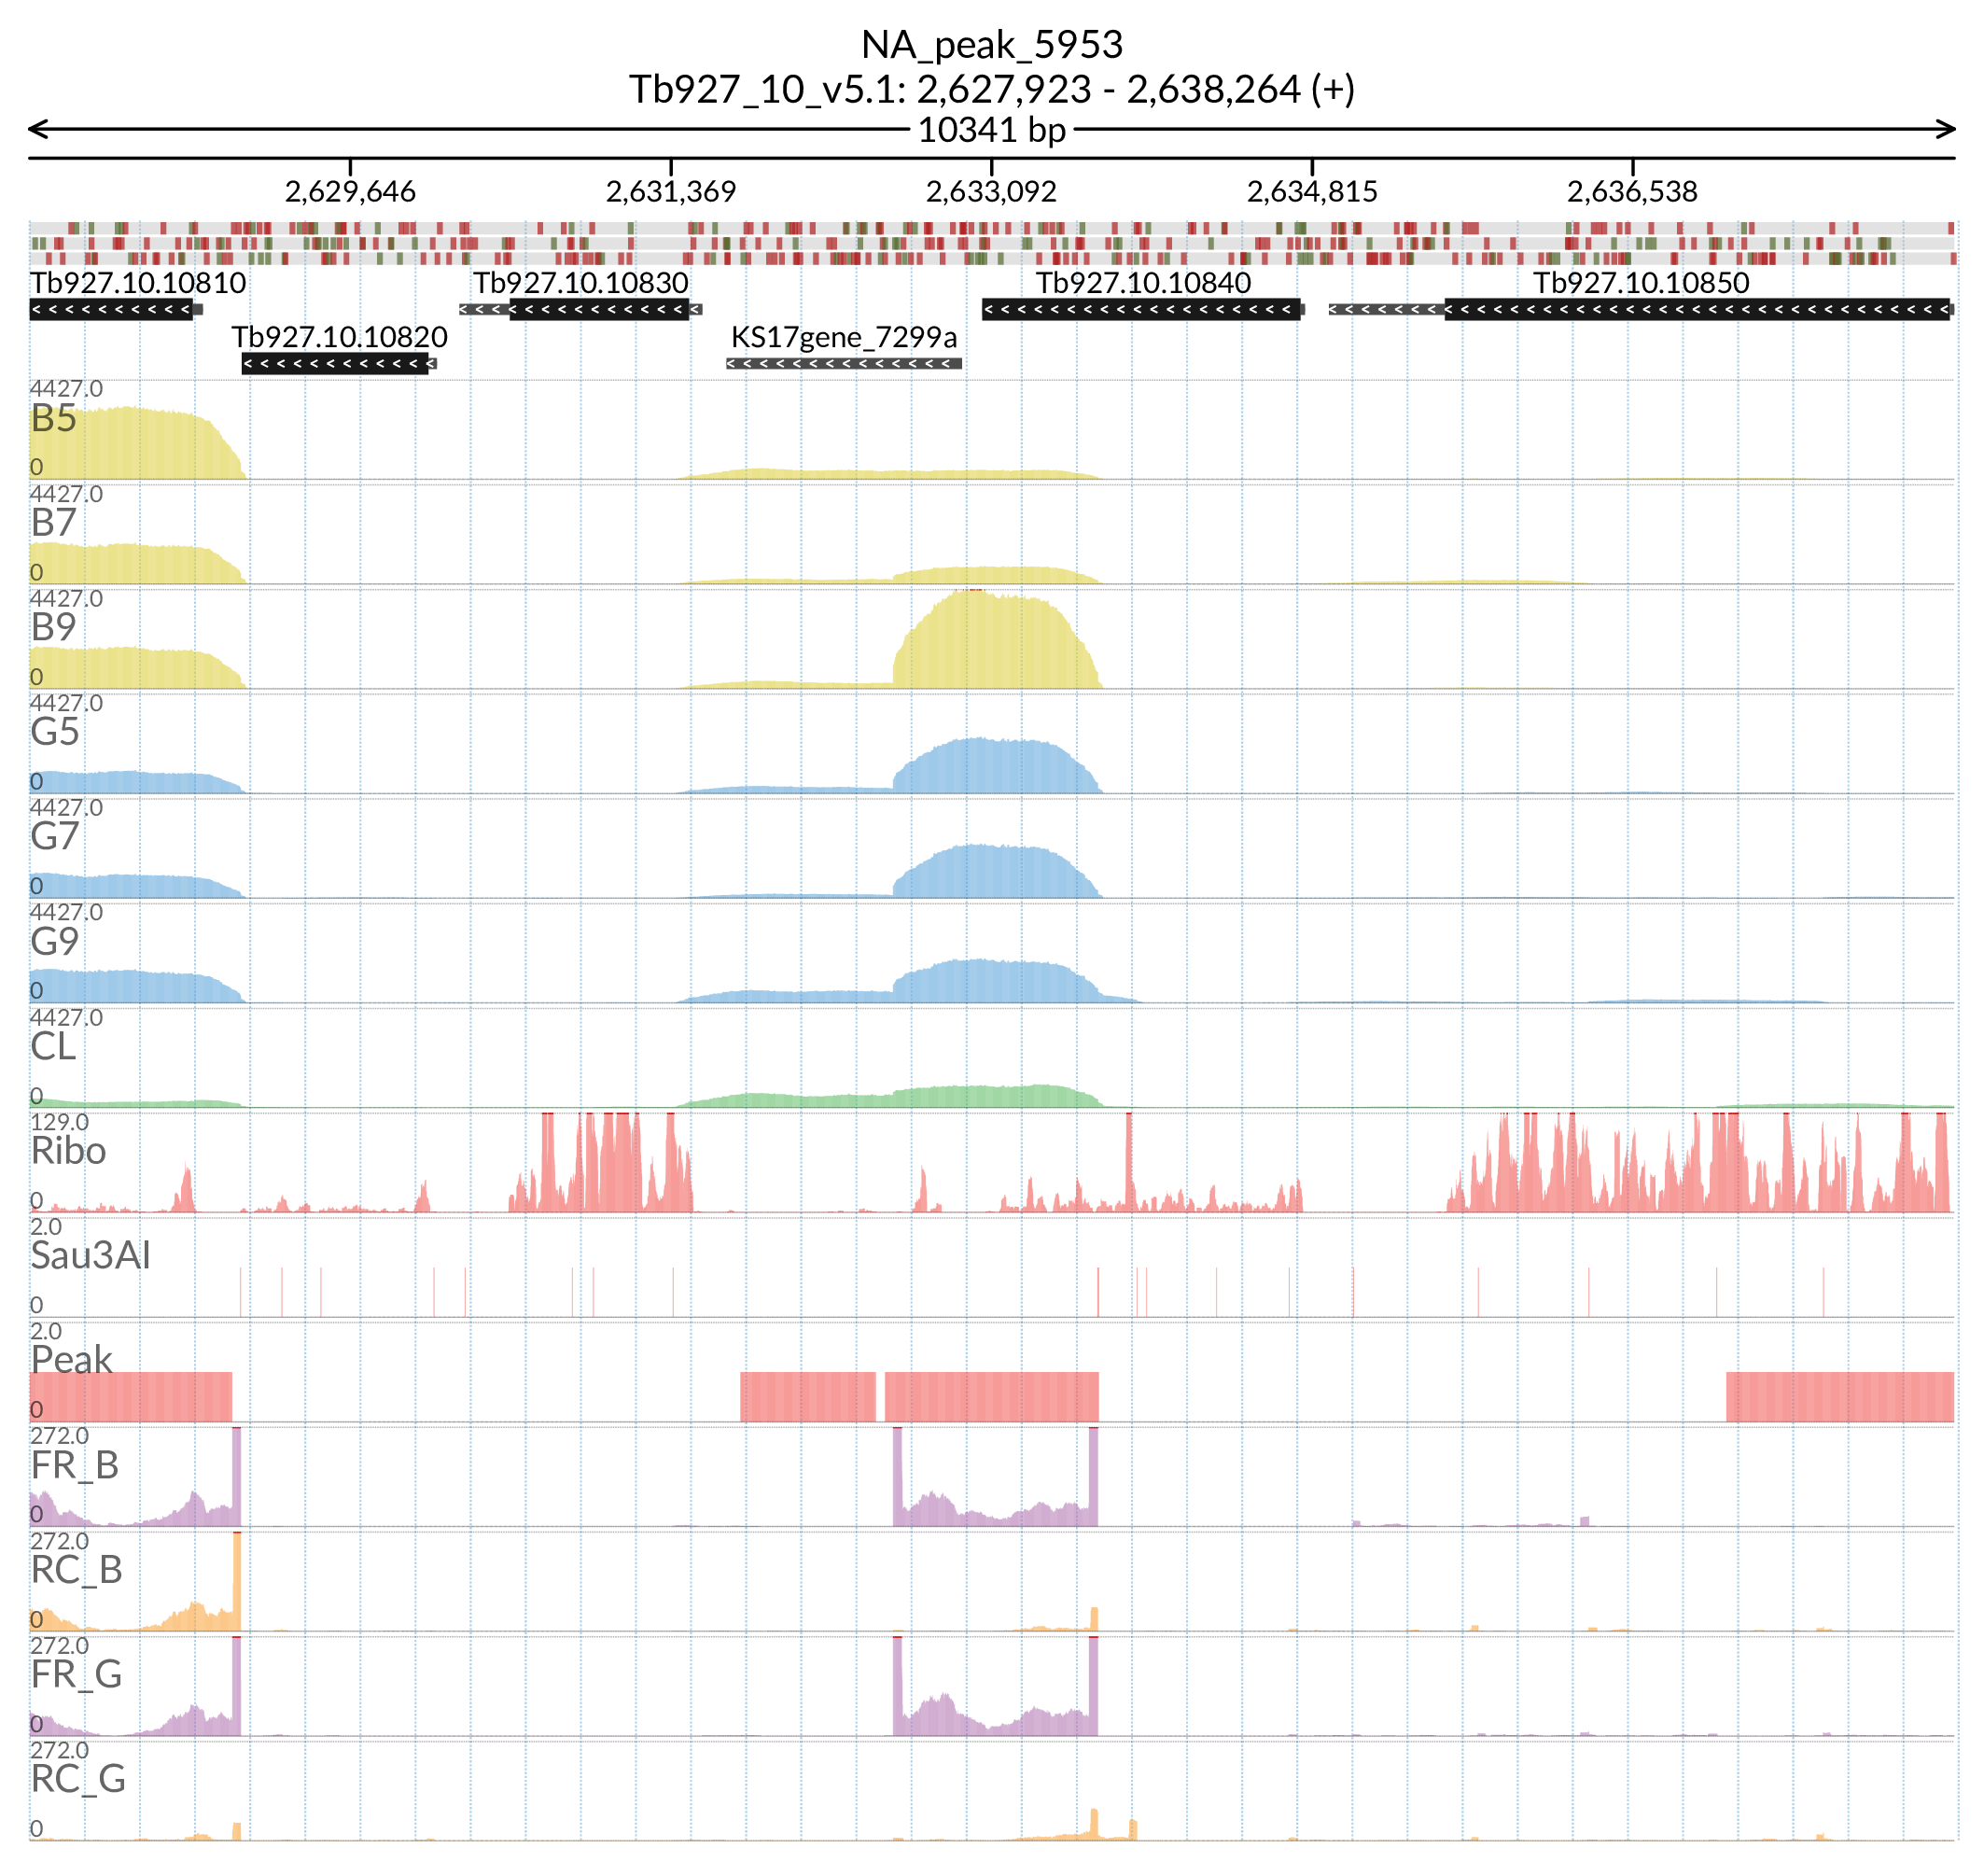 NA_peak_5953
Tb927_10_v5.1: 2,627,923 - 2,638,264 (+)
10341 bp
2,629,646 2,631,369 2,633,092 2,634,815 2,636,538
Tb927.10.10810 Tb927.10.10830 Tb927.10.10840 Tb927.10.10850
Tb927.10.10820 KS17gene_7299a
4427.0
B5
0
4427.0
B7
0
4427.0
B9
0
4427.0
G5
0
4427.0
G7
0
4427.0
G9
0
4427.0
CL
0
129.0
Ribo
0
2.0
Sau3AI
0
2.0
Peak
0
272.0
FR_B
0
272.0
RC_B
0
272.0
FR_G
0
272.0
RC_G
0